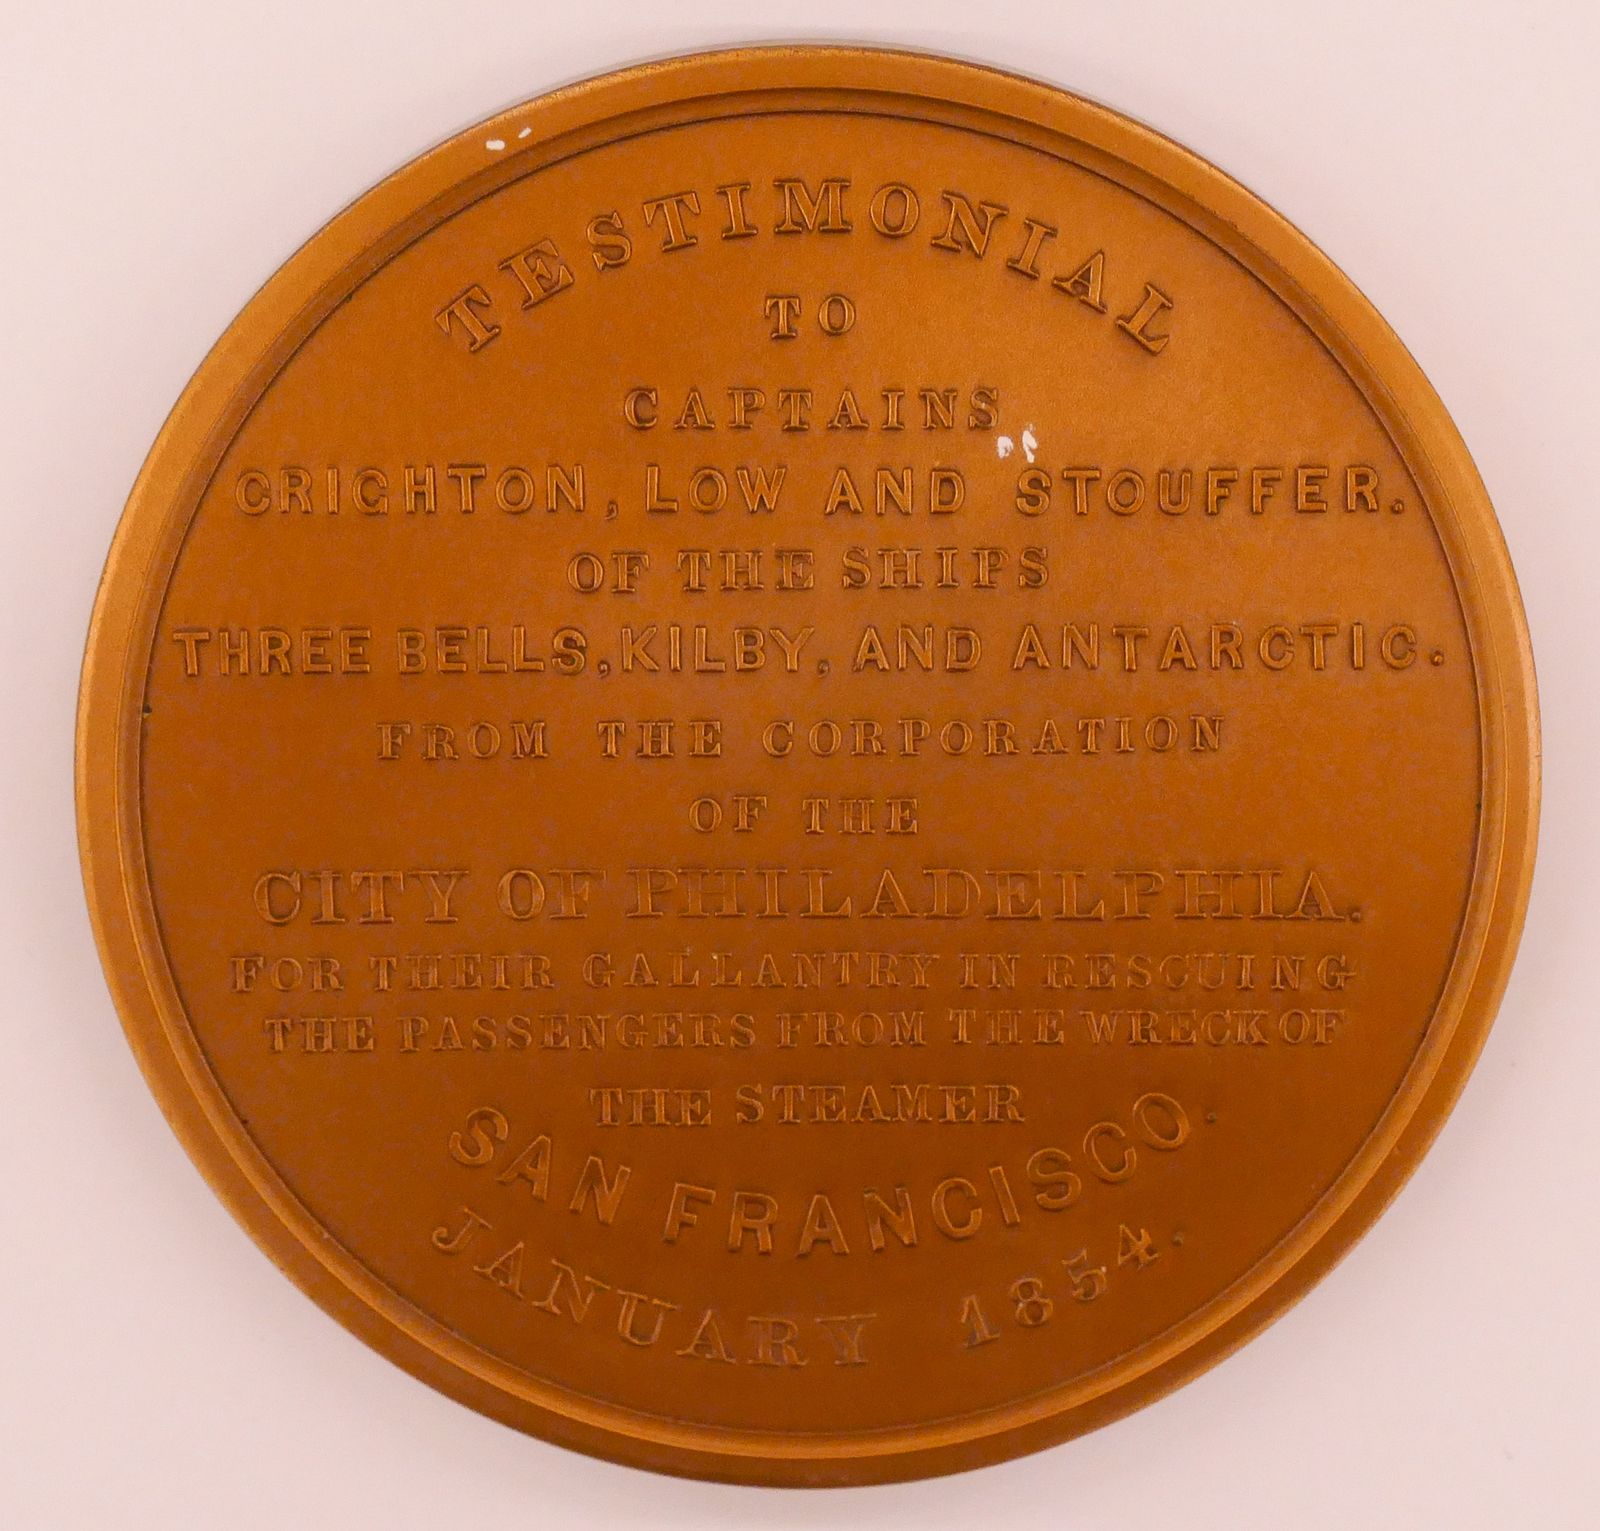 TESTIMONIAL
TO
CAPTAINS
CRIGHTON, LOW AND STOUFFER.
OF THE SHIPS
THREE BELLS, KILBY, AND ANTARCTIC.
FROM THE CORPORATION
OF THE
CITY OF PHILADELPHIA.
FOR THEIR GALLANTRY IN RESCUING
THE PASSENGERS FROM THE WRECK OF
THE STEAMER
SAN FRANCISCO.
JANUARY 1854.